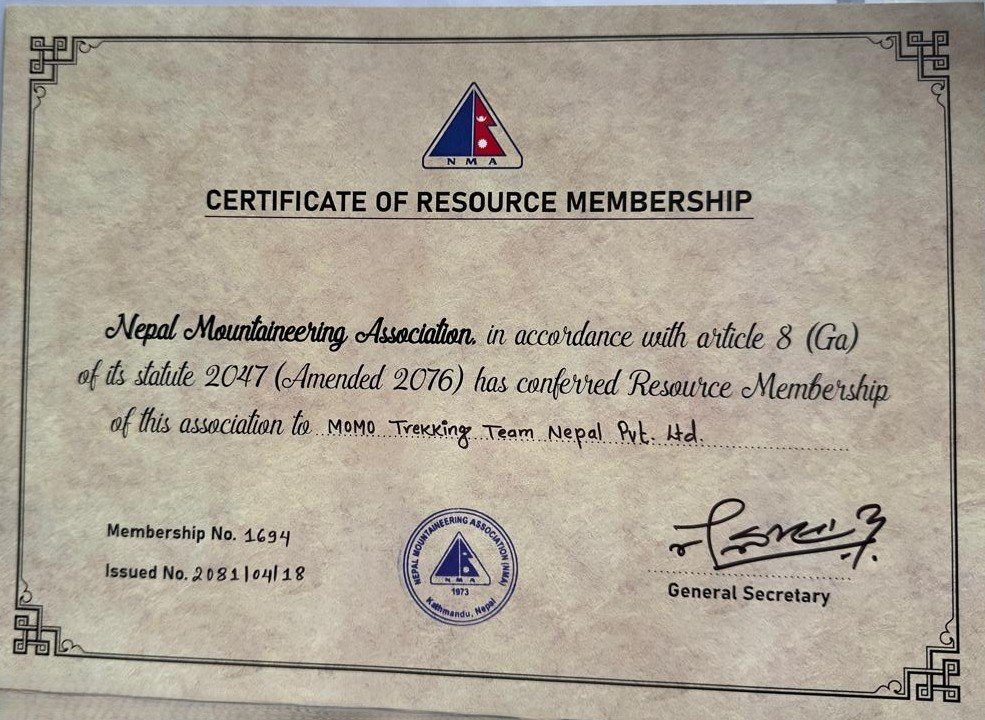 NMA
CERTIFICATE OF RESOURCE MEMBERSHIP
Nepal Mountaineering Association, in accordance with article 8 (Ga)
of its statute 2047 (Amended 2076) has conferred Resource Membership
of this association to MOMO Trekking Team Nepal Pvt. Ltd.
Membership No. 1694
Issued No. 2081/04/18
NEPAL MOUNTAINEERING ASSOCIATION (NMA)
NMA
1973
Kathmandu, Nepal
General Secretary